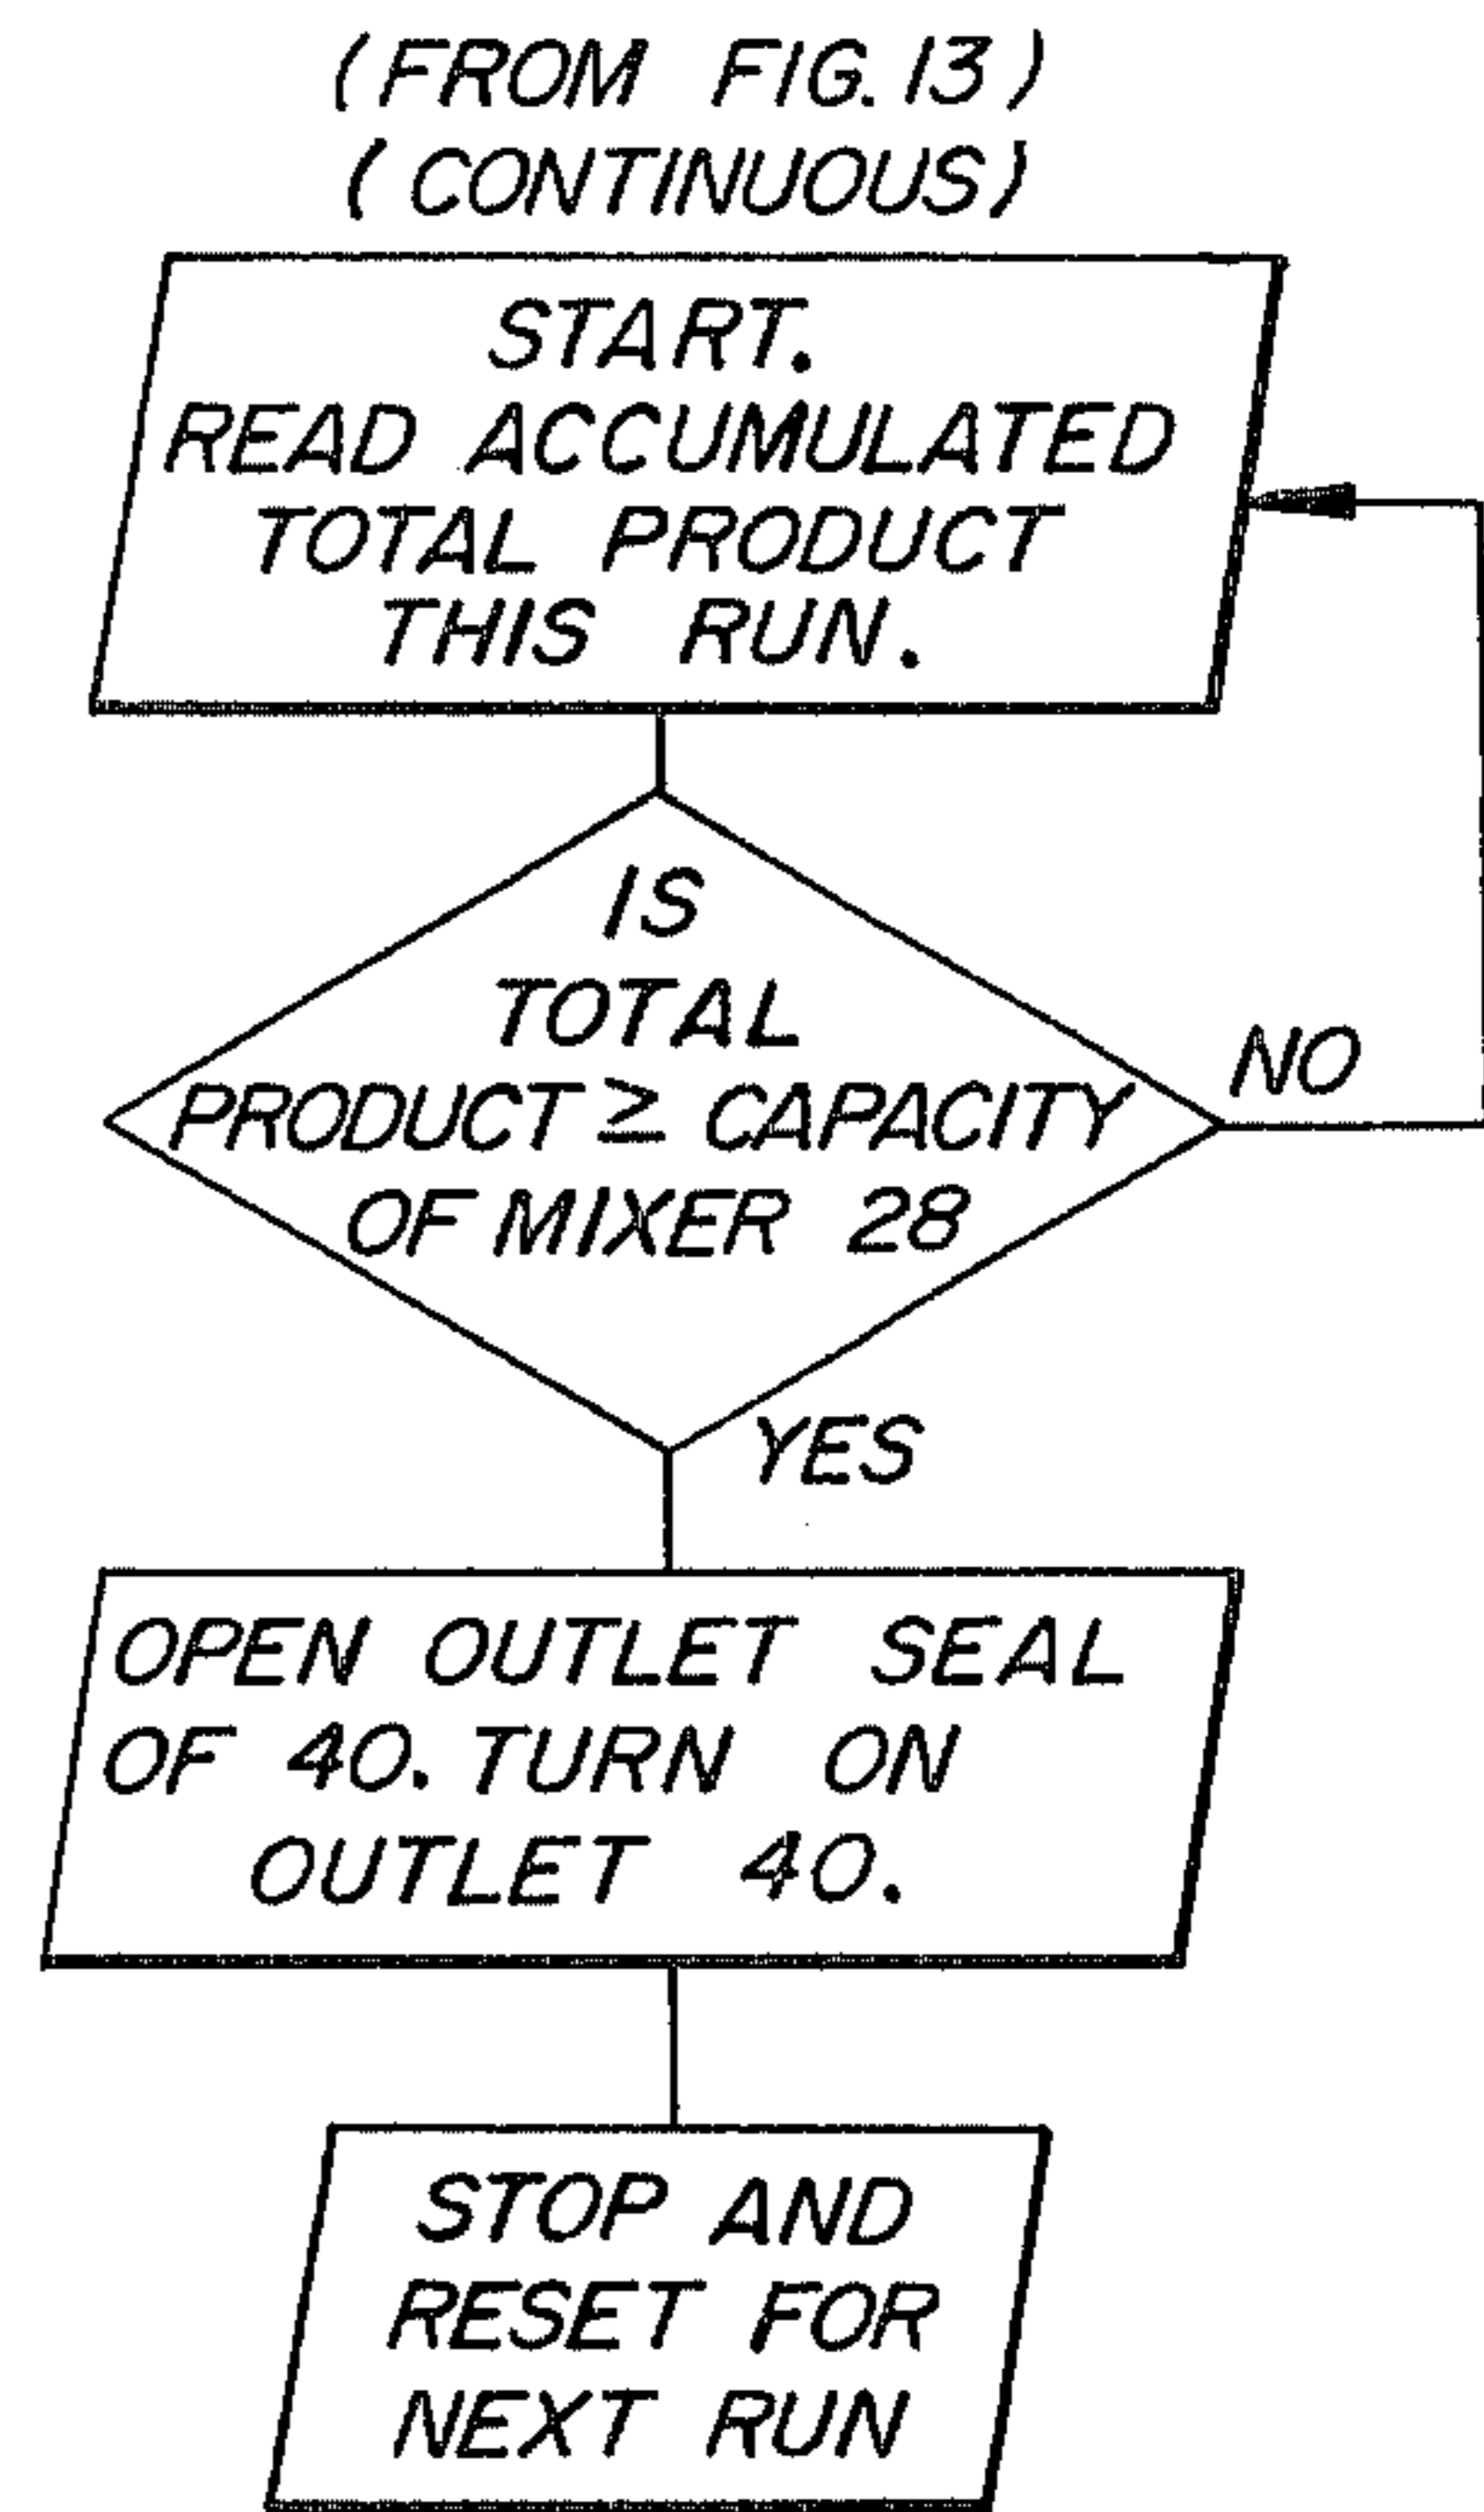 (FROM FIG. 13)
(CONTINUOUS)
START.
READ ACCUMULATED
TOTAL PRODUCT
THIS RUN.
IS
TOTAL
PRODUCT ≥ CAPACITY
OF MIXER 28
NO
YES
OPEN OUTLET SEAL
OF 40. TURN ON
OUTLET 40.
STOP AND
RESET FOR
NEXT RUN